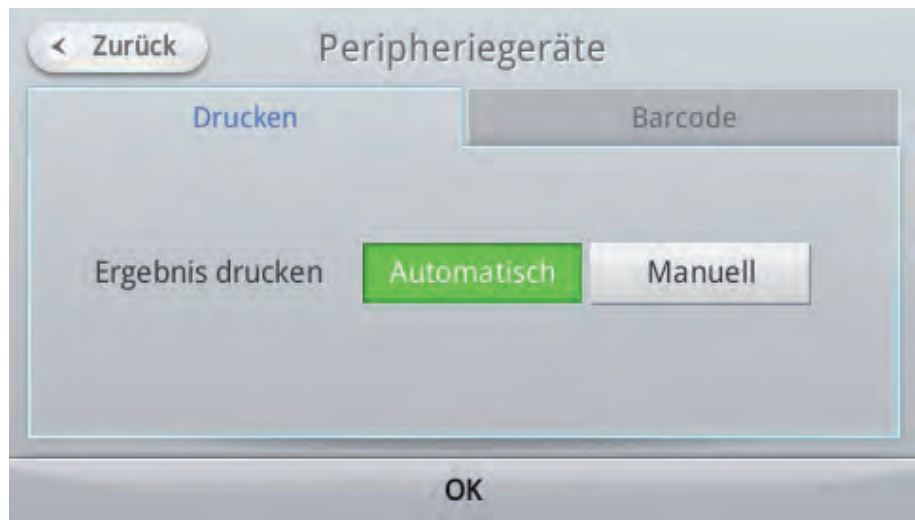 Zurück
Peripheriegeräte
Drucken
Barcode
Ergebnis drucken
Automatisch
Manuell
OK